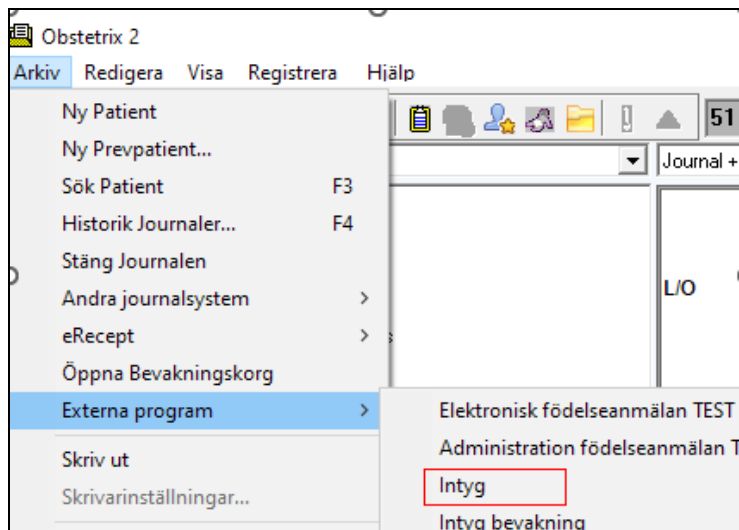 Obstetrix 2
Arkiv Redigera Visa Registrera Hjälp
51
Journal +
Ny Patient
Ny Prevpatient...
Sök Patient F3
Historik Journaler... F4
Stäng Journalen
L/O
Andra journalsystem
eRecept
Öppna Bevakningskorg
Externa program
Elektronisk födelseanmälan TEST
Administration födelseanmälan T
Skriv ut
Intyg
Skrivarinställningar...
Intyg bevakning